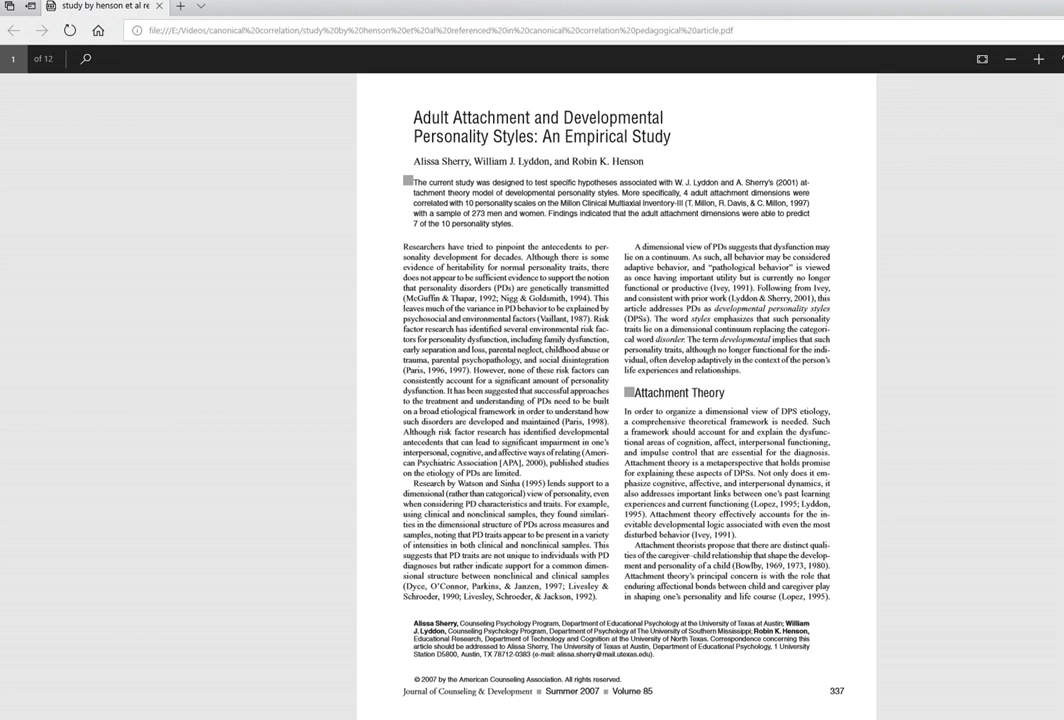 study by henson et al re
file:///E:/Videos/canonical%20correlation/study%20by%20henson%20et%20al%20referenced%20in%20canonical%20correlation%20pedagogical%20article.pdf
1 of 12
Adult Attachment and Developmental
Personality Styles: An Empirical Study
Alissa Sherry, William J. Lyddon, and Robin K. Henson
The current study was designed to test specific hypotheses associated with W. J. Lyddon and A. Sherry's (2001) at-
tachment theory model of developmental personality styles. More specifically, 4 adult attachment dimensions were
correlated with 10 personality scales on the Millon Clinical Multiaxial Inventory-III (T. Millon, R. Davis, & C. Millon, 1997)
with a sample of 273 men and women. Findings indicated that the adult attachment dimensions were able to predict
7 of the 10 personality styles.
Researchers have tried to pinpoint the antecedents to per-
sonality development for decades. Although there is some
evidence of heritability for normal personality traits, there
does not appear to be sufficient evidence to support the notion
that personality disorders (PDs) are genetically transmitted
(McGuffin & Thapar, 1992; Nigg & Goldsmith, 1994). This
leaves much of the variance in PD behavior to be explained by
psychosocial and environmental factors (Vaillant, 1987). Risk
factor research has identified several environmental risk fac-
tors for personality dysfunction, including family dysfunction,
early separation and loss, parental neglect, childhood abuse or
trauma, parental psychopathology, and social disintegration
(Paris, 1996, 1997). However, none of these risk factors can
consistently account for a significant amount of personality
dysfunction. It has been suggested that successful approaches
to the treatment and understanding of PDs need to be built
on a broad etiological framework in order to understand how
such disorders are developed and maintained (Paris, 1998).
Although risk factor research has identified developmental
antecedents that can lead to significant impairment in one's
interpersonal, cognitive, and affective ways of relating (Ameri-
can Psychiatric Association [APA], 2000), published studies
on the etiology of PDs are limited.
Research by Watson and Sinha (1995) lends support to a
dimensional (rather than categorical) view of personality, even
when considering PD characteristics and traits. For example,
using clinical and nonclinical samples, they found similari-
ties in the dimensional structure of PDs across measures and
samples, noting that PD traits appear to be present in a variety
of intensities in both clinical and nonclinical samples. This
suggests that PD traits are not unique to individuals with PD
diagnoses but rather indicate support for a common dimen-
sional structure between nonclinical and clinical samples
(Dyce, O'Connor, Parkins, & Janzen, 1997; Livesley &
Schroeder, 1990; Livesley, Schroeder, & Jackson, 1992).
A dimensional view of PDs suggests that dysfunction may
lie on a continuum. As such, all behavior may be considered
adaptive behavior, and “pathological behavior” is viewed
as once having important utility but is currently no longer
functional or productive (Ivey, 1991). Following from Ivey,
and consistent with prior work (Lyddon & Sherry, 2001), this
article addresses PDs as developmental personality styles
(DPSs). The word styles emphasizes that such personality
traits lie on a dimensional continuum replacing the categori-
cal word disorder. The term developmental implies that such
personality traits, although no longer functional for the indi-
vidual, often develop adaptively in the context of the person's
life experiences and relationships.
Attachment Theory
In order to organize a dimensional view of DPS etiology,
a comprehensive theoretical framework is needed. Such
a framework should account for and explain the dysfunc-
tional areas of cognition, affect, interpersonal functioning,
and impulse control that are essential for the diagnosis.
Attachment theory is a metaperspective that holds promise
for explaining these aspects of DPSs. Not only does it em-
phasize cognitive, affective, and interpersonal dynamics, it
also addresses important links between one's past learning
experiences and current functioning (Lopez, 1995; Lyddon,
1995). Attachment theory effectively accounts for the in-
evitable developmental logic associated with even the most
disturbed behavior (Ivey, 1991).
Attachment theorists propose that there are distinct quali-
ties of the caregiver-child relationship that shape the develop-
ment and personality of a child (Bowlby, 1969, 1973, 1980).
Attachment theory's principal concern is with the role that
enduring affectional bonds between child and caregiver play
in shaping one's personality and life course (Lopez, 1995).
Alissa Sherry, Counseling Psychology Program, Department of Educational Psychology at the University of Texas at Austin; William
J. Lyddon, Counseling Psychology Program, Department of Psychology at The University of Southern Mississippi; Robin K. Henson,
Educational Research, Department of Technology and Cognition at the University of North Texas. Correspondence concerning this
article should be addressed to Alissa Sherry, The University of Texas at Austin, Department of Educational Psychology, 1 University
Station D5800, Austin, TX 78712-0383 (e-mail: alissa.sherry@mail.utexas.edu).
© 2007 by the American Counseling Association. All rights reserved.
Journal of Counseling & Development ■ Summer 2007 ■ Volume 85 337